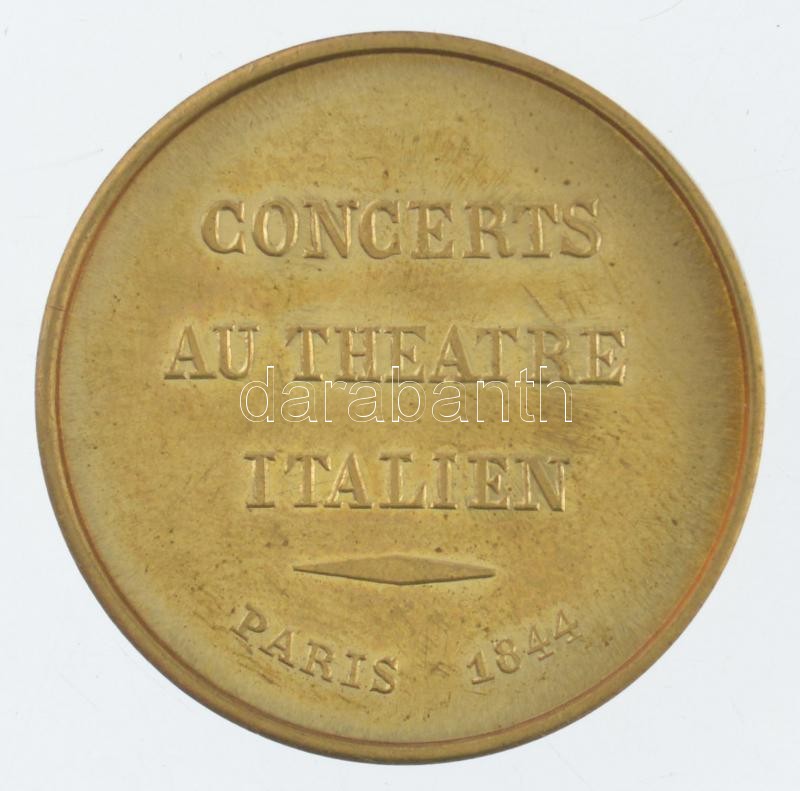 CONCERTS
AU THEATRE
darabanth
ITALIEN
PARIS 1844